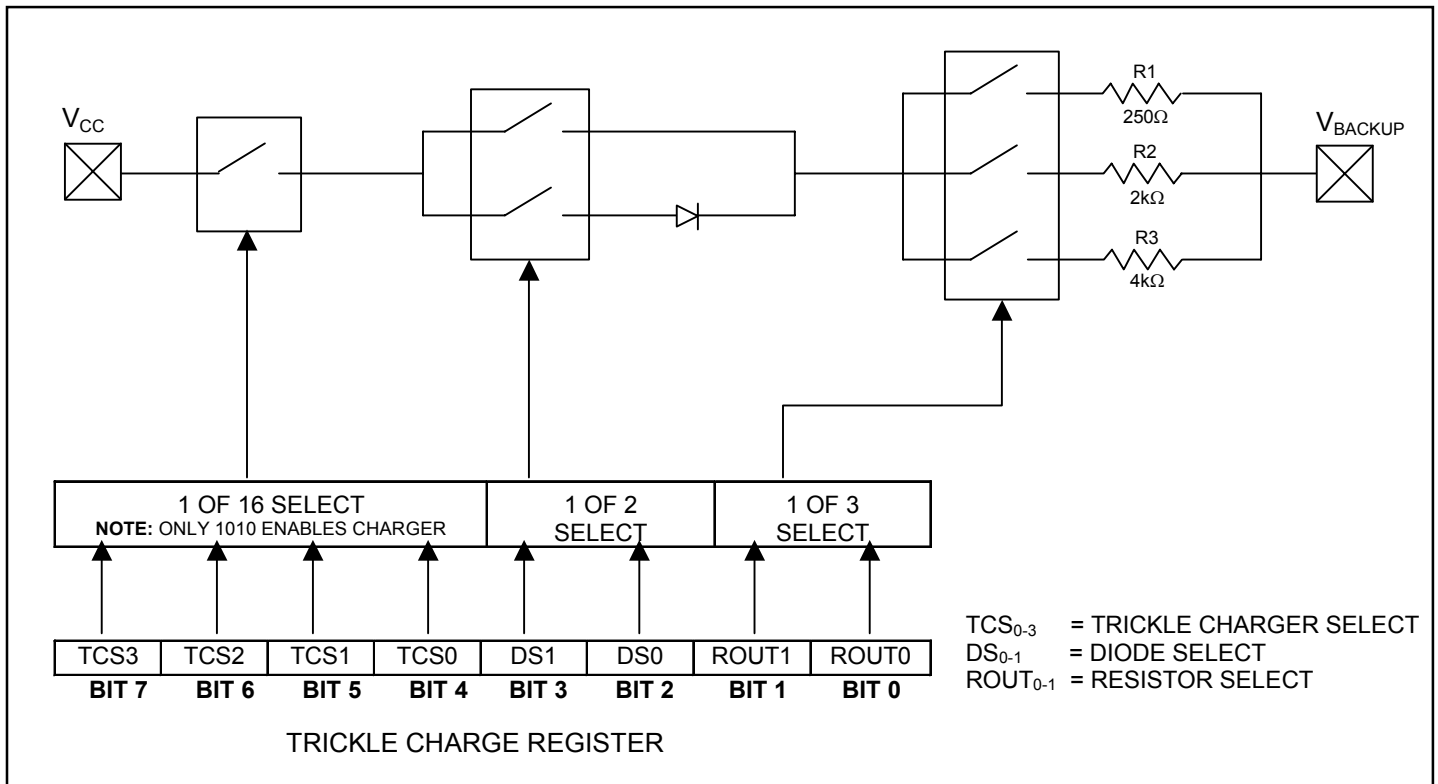 V_CC
R1
250Ω
V_BACKUP
R2
2kΩ
R3
4kΩ
1 OF 16 SELECT
NOTE: ONLY 1010 ENABLES CHARGER
1 OF 2
SELECT
1 OF 3
SELECT
TCS3 TCS2 TCS1 TCS0 DS1 DS0 ROUT1 ROUT0
BIT 7 BIT 6 BIT 5 BIT 4 BIT 3 BIT 2 BIT 1 BIT 0
TCS0-3 = TRICKLE CHARGER SELECT
DS0-1 = DIODE SELECT
ROUT0-1 = RESISTOR SELECT
TRICKLE CHARGE REGISTER